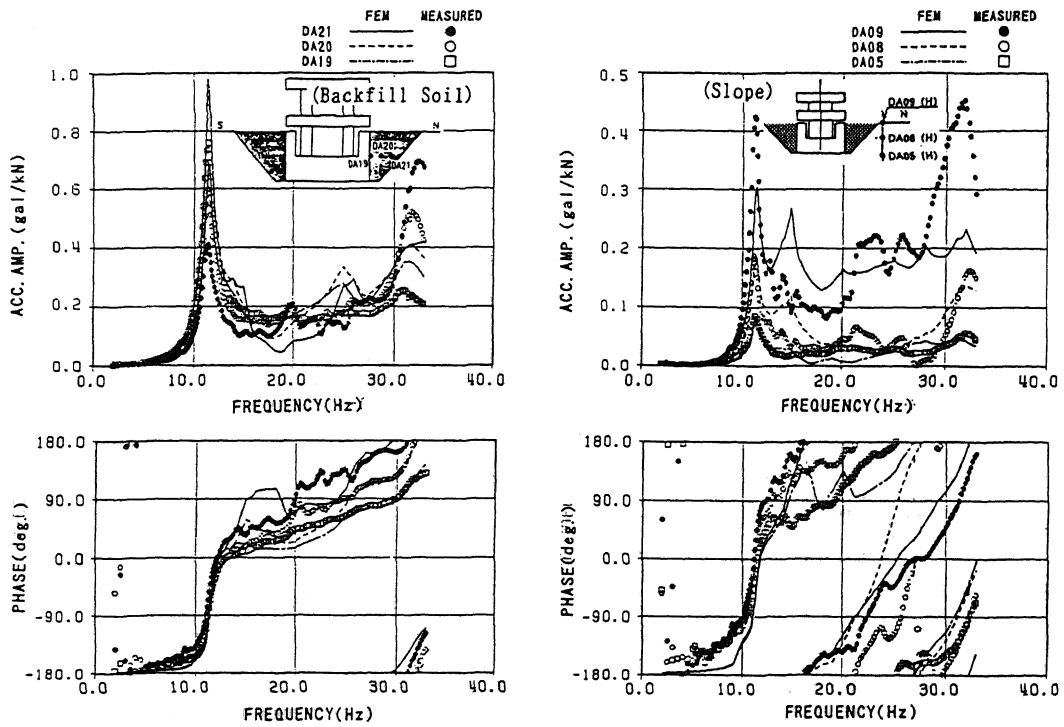 FEM MEASURED
DA21
DA20
DA19
ACC. AMP. (gal/kN)
1.0
0.8
0.6
0.4
0.2
0.0
(Backfill Soil)
S N
DA20
DA19 DA21
0.0 10.0 20.0 30.0 40.0
FREQUENCY(Hz)
PHASE(deg.)
180.0
90.0
0.0
-90.0
-180.0
0.0 10.0 20.0 30.0 40.0
FREQUENCY(Hz)
FEM MEASURED
DA09
DA08
DA05
ACC. AMP. (gal/kN)
0.5
0.4
0.3
0.2
0.1
0.0
(Slope)
DA09 (H)
N
DA08 (H)
DA05 (H)
0.0 10.0 20.0 30.0 40.0
FREQUENCY(Hz)
PHASE(deg.)
180.0
90.0
0.0
-90.0
-180.0
0.0 10.0 20.0 30.0 40.0
FREQUENCY(Hz)